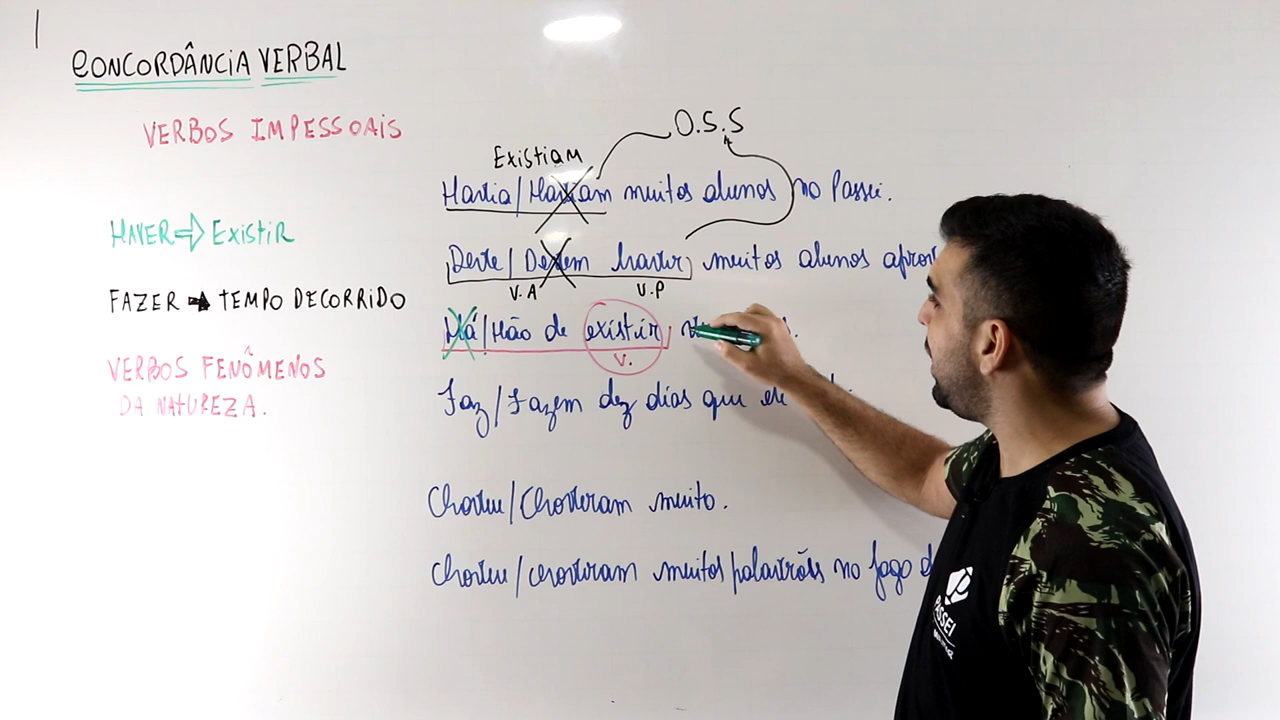 CONCORDÂNCIA VERBAL
VERBOS IMPESSOAIS
HAVER ⇒ Existir
FAZER → TEMPO DECORRIDO
VERBOS FENÔMENOS
DA NATUREZA.
O.S.S
Existiam
Havia/Haviam muitos alunos no Passei.
Deve/Devem haver muitos alunos
V.A V.P
Há/Hão de existir
V.
Faz/Fazem dez dias que
Choveu/Choveram muito.
Choveu/choveram muitos palavrões no jogo
PASSEI